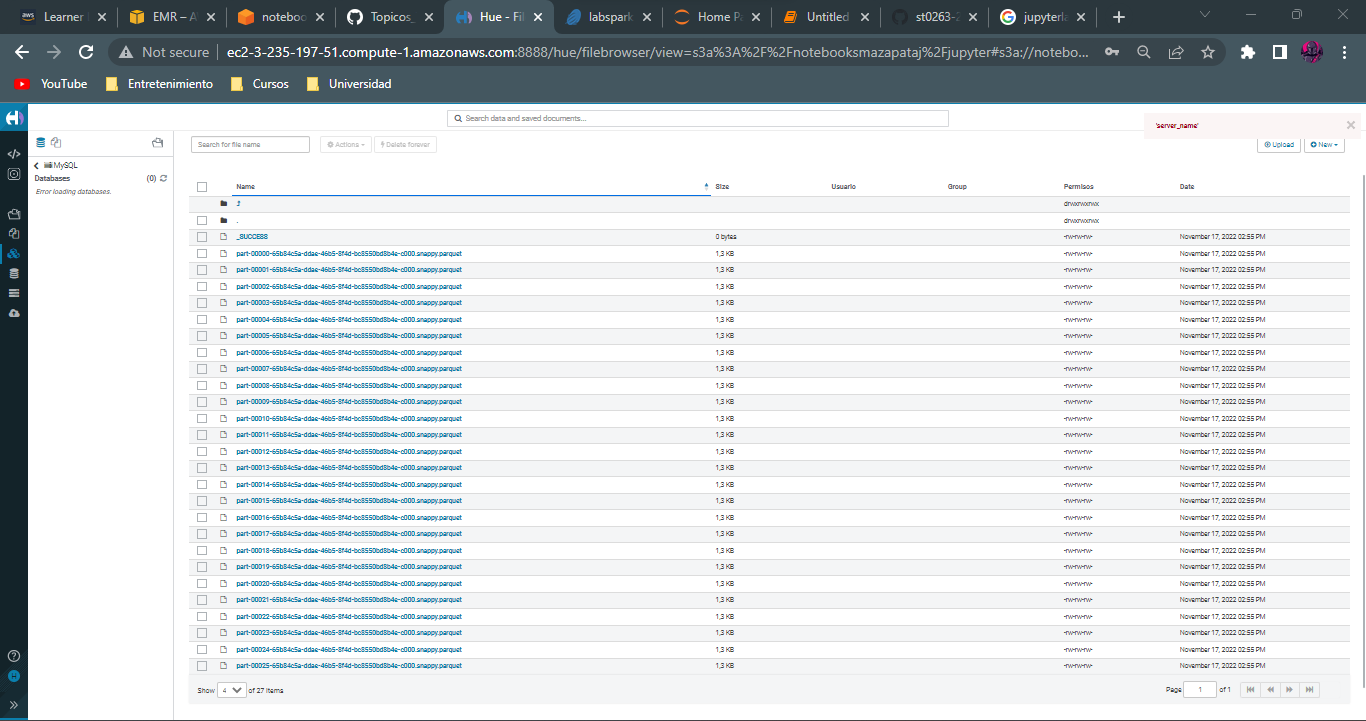 Learner
EMR – A
noteboo
Topicos_
Hue - Fil
labspark
Home Pa
Untitled
st0263-2
jupyterla
Not secure
ec2-3-235-197-51.compute-1.amazonaws.com:8888/hue/filebrowser/view=s3a%3A%2F%2Fnotebooksmazapataj%2Fjupyter#s3a://notebo...
YouTube
Entretenimiento
Cursos
Universidad
Search data and saved documents...
'server_name'
Search for file name
Actions
Delete forever
Upload
New
MySQL
Databases (0)
Error loading databases.
Name Size Usuario Group Permisos Date
drwxrwxrwx
. drwxrwxrwx
_SUCCESS 0 bytes -rw-rw-rw- November 17, 2022 02:55 PM
part-00000-65b84c5a-ddae-46b5-8f4d-bc8550bd8b4e-c000.snappy.parquet 1,3 KB -rw-rw-rw- November 17, 2022 02:55 PM
part-00001-65b84c5a-ddae-46b5-8f4d-bc8550bd8b4e-c000.snappy.parquet 1,3 KB -rw-rw-rw- November 17, 2022 02:55 PM
part-00002-65b84c5a-ddae-46b5-8f4d-bc8550bd8b4e-c000.snappy.parquet 1,3 KB -rw-rw-rw- November 17, 2022 02:55 PM
part-00003-65b84c5a-ddae-46b5-8f4d-bc8550bd8b4e-c000.snappy.parquet 1,3 KB -rw-rw-rw- November 17, 2022 02:55 PM
part-00004-65b84c5a-ddae-46b5-8f4d-bc8550bd8b4e-c000.snappy.parquet 1,3 KB -rw-rw-rw- November 17, 2022 02:55 PM
part-00005-65b84c5a-ddae-46b5-8f4d-bc8550bd8b4e-c000.snappy.parquet 1,3 KB -rw-rw-rw- November 17, 2022 02:55 PM
part-00006-65b84c5a-ddae-46b5-8f4d-bc8550bd8b4e-c000.snappy.parquet 1,3 KB -rw-rw-rw- November 17, 2022 02:55 PM
part-00007-65b84c5a-ddae-46b5-8f4d-bc8550bd8b4e-c000.snappy.parquet 1,3 KB -rw-rw-rw- November 17, 2022 02:55 PM
part-00008-65b84c5a-ddae-46b5-8f4d-bc8550bd8b4e-c000.snappy.parquet 1,3 KB -rw-rw-rw- November 17, 2022 02:55 PM
part-00009-65b84c5a-ddae-46b5-8f4d-bc8550bd8b4e-c000.snappy.parquet 1,3 KB -rw-rw-rw- November 17, 2022 02:55 PM
part-00010-65b84c5a-ddae-46b5-8f4d-bc8550bd8b4e-c000.snappy.parquet 1,3 KB -rw-rw-rw- November 17, 2022 02:55 PM
part-00011-65b84c5a-ddae-46b5-8f4d-bc8550bd8b4e-c000.snappy.parquet 1,3 KB -rw-rw-rw- November 17, 2022 02:55 PM
part-00012-65b84c5a-ddae-46b5-8f4d-bc8550bd8b4e-c000.snappy.parquet 1,3 KB -rw-rw-rw- November 17, 2022 02:55 PM
part-00013-65b84c5a-ddae-46b5-8f4d-bc8550bd8b4e-c000.snappy.parquet 1,3 KB -rw-rw-rw- November 17, 2022 02:55 PM
part-00014-65b84c5a-ddae-46b5-8f4d-bc8550bd8b4e-c000.snappy.parquet 1,3 KB -rw-rw-rw- November 17, 2022 02:55 PM
part-00015-65b84c5a-ddae-46b5-8f4d-bc8550bd8b4e-c000.snappy.parquet 1,3 KB -rw-rw-rw- November 17, 2022 02:55 PM
part-00016-65b84c5a-ddae-46b5-8f4d-bc8550bd8b4e-c000.snappy.parquet 1,3 KB -rw-rw-rw- November 17, 2022 02:55 PM
part-00017-65b84c5a-ddae-46b5-8f4d-bc8550bd8b4e-c000.snappy.parquet 1,3 KB -rw-rw-rw- November 17, 2022 02:55 PM
part-00018-65b84c5a-ddae-46b5-8f4d-bc8550bd8b4e-c000.snappy.parquet 1,3 KB -rw-rw-rw- November 17, 2022 02:55 PM
part-00019-65b84c5a-ddae-46b5-8f4d-bc8550bd8b4e-c000.snappy.parquet 1,3 KB -rw-rw-rw- November 17, 2022 02:55 PM
part-00020-65b84c5a-ddae-46b5-8f4d-bc8550bd8b4e-c000.snappy.parquet 1,3 KB -rw-rw-rw- November 17, 2022 02:55 PM
part-00021-65b84c5a-ddae-46b5-8f4d-bc8550bd8b4e-c000.snappy.parquet 1,3 KB -rw-rw-rw- November 17, 2022 02:55 PM
part-00022-65b84c5a-ddae-46b5-8f4d-bc8550bd8b4e-c000.snappy.parquet 1,3 KB -rw-rw-rw- November 17, 2022 02:55 PM
part-00023-65b84c5a-ddae-46b5-8f4d-bc8550bd8b4e-c000.snappy.parquet 1,3 KB -rw-rw-rw- November 17, 2022 02:55 PM
part-00024-65b84c5a-ddae-46b5-8f4d-bc8550bd8b4e-c000.snappy.parquet 1,3 KB -rw-rw-rw- November 17, 2022 02:55 PM
part-00025-65b84c5a-ddae-46b5-8f4d-bc8550bd8b4e-c000.snappy.parquet 1,3 KB -rw-rw-rw- November 17, 2022 02:55 PM
Show 4 of 27 items
Page 1 of 1